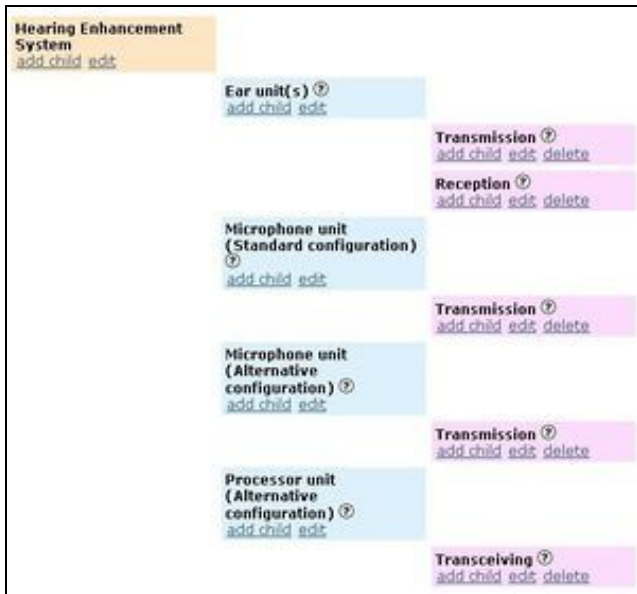 Hearing Enhancement
System
add child edit
Ear unit(s) ?
add child edit
Transmission ?
add child edit delete
Reception ?
add child edit delete
Microphone unit
(Standard configuration)
?
add child edit
Transmission ?
add child edit delete
Microphone unit
(Alternative
configuration) ?
add child edit
Transmission ?
add child edit delete
Processor unit
(Alternative
configuration) ?
add child edit
Transceiving ?
add child edit delete